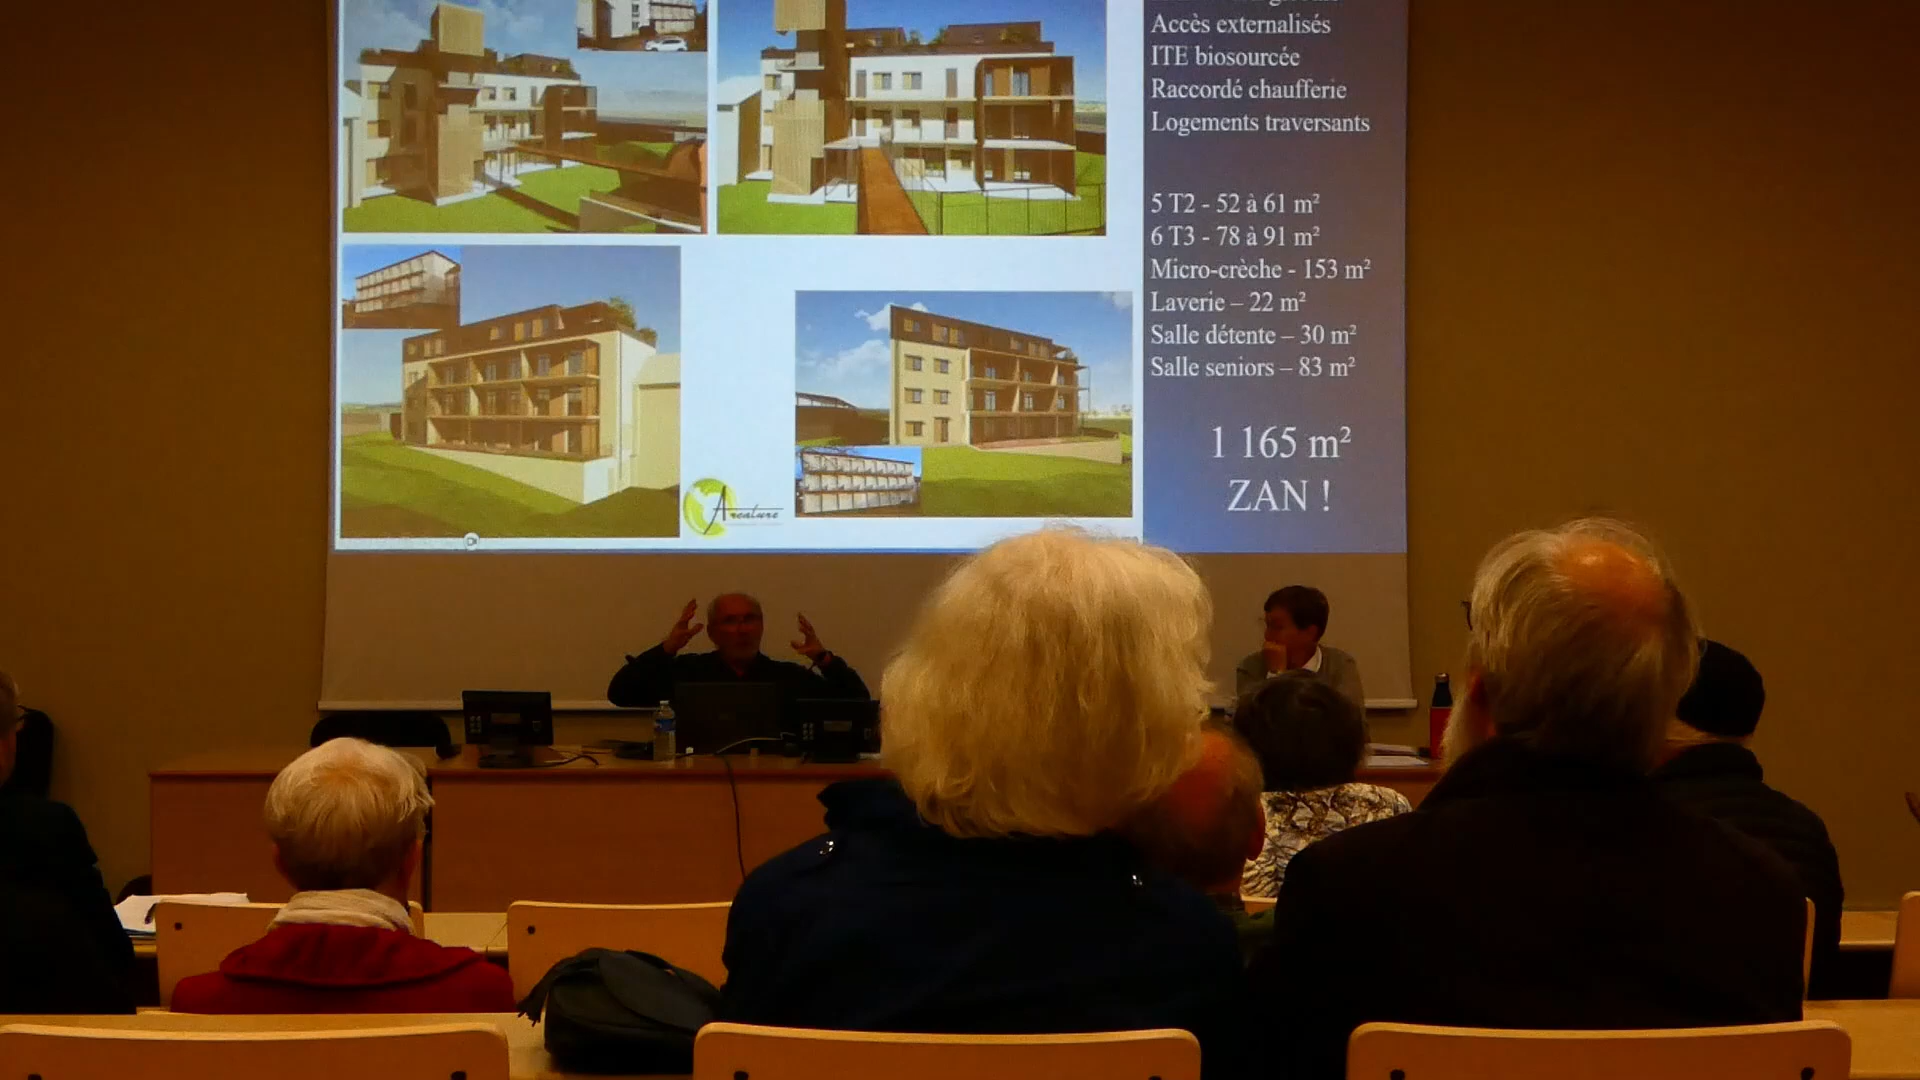 Accès externalisés
ITE biosourcée
Raccordé chaufferie
Logements traversants
5 T2 - 52 à 61 m²
6 T3 - 78 à 91 m²
Micro-crèche - 153 m²
Laverie – 22 m²
Salle détente – 30 m²
Salle seniors – 83 m²
1 165 m²
ZAN !
Arcature